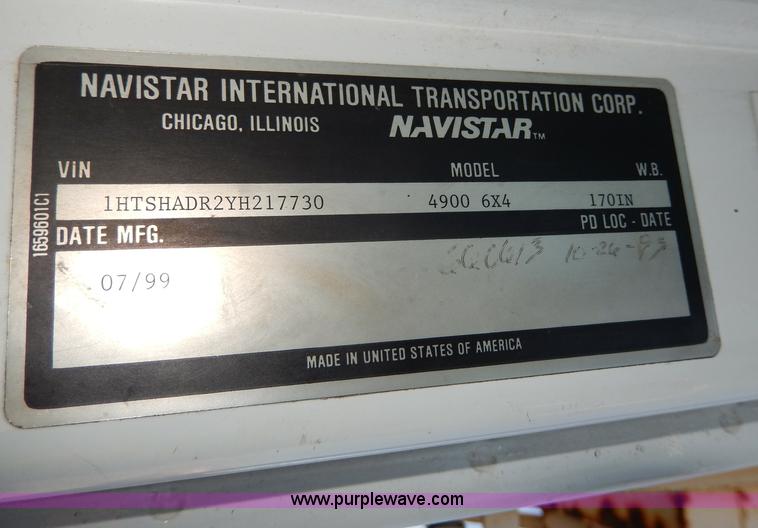 NAVISTAR INTERNATIONAL TRANSPORTATION CORP.
CHICAGO, ILLINOIS NAVISTAR™
VIN MODEL W.B.
1HTSHADR2YH217730 4900 6X4 170IN
DATE MFG. PD LOC - DATE
07/99
MADE IN UNITED STATES OF AMERICA
1659601C1
www.purplewave.com